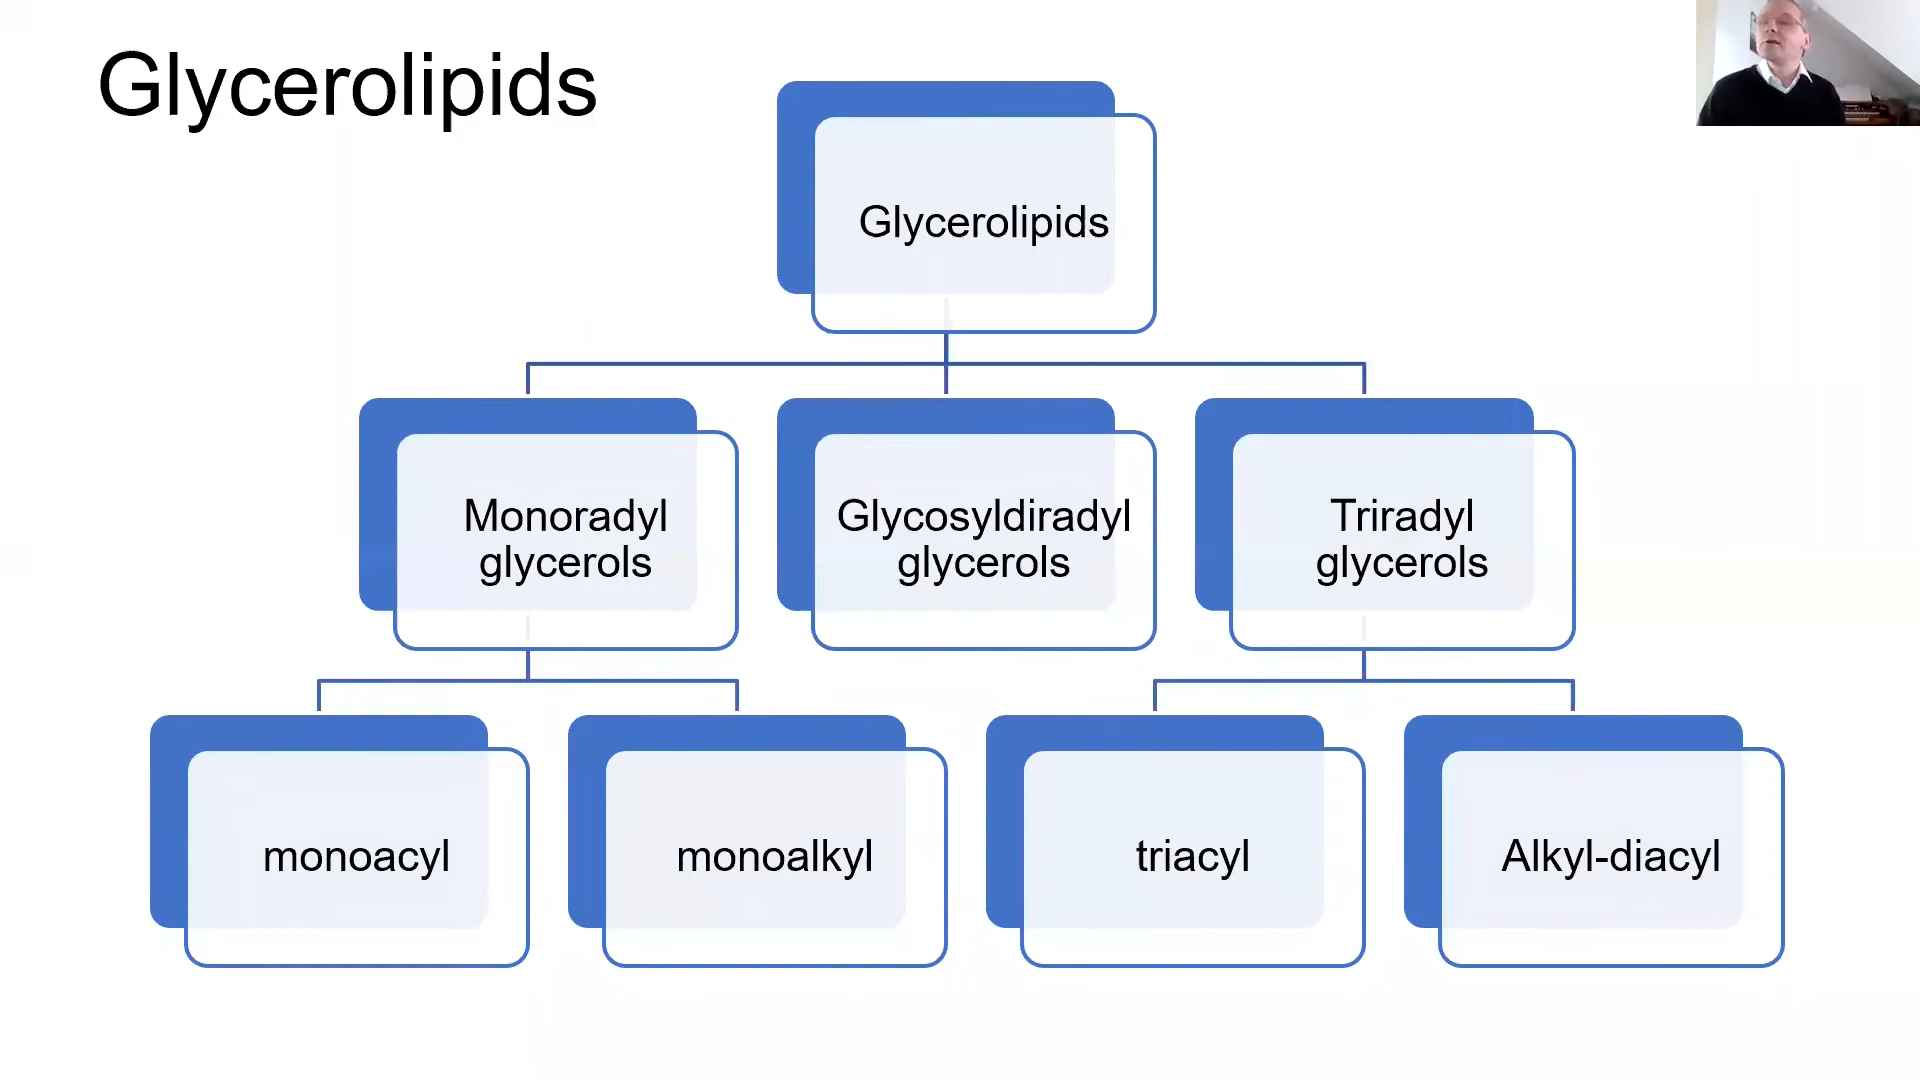 Glycerolipids
Glycerolipids
Monoradyl
glycerols
Glycosyldiradyl
glycerols
Triradyl
glycerols
monoacyl
monoalkyl
triacyl
Alkyl-diacyl